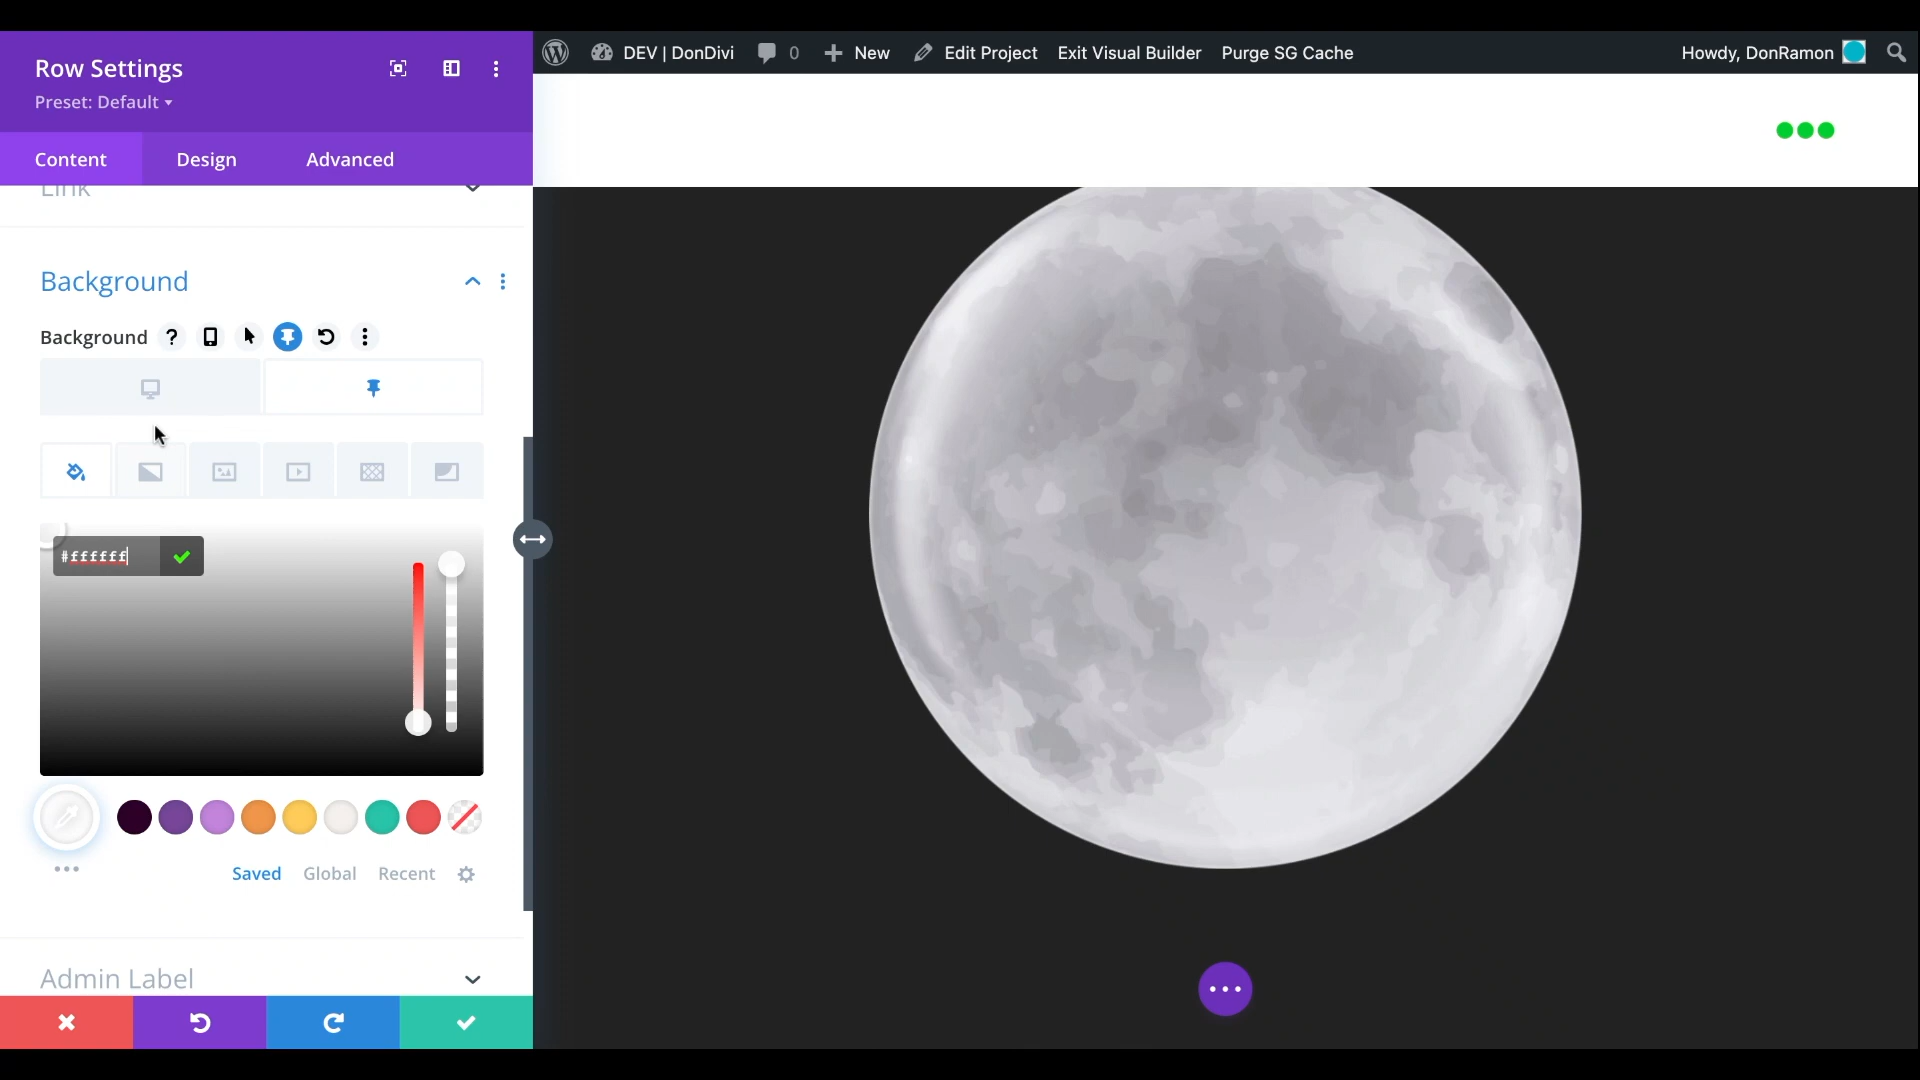 Row Settings
Preset: Default
Content
Design
Advanced
DEV | DonDivi
0
New
Edit Project
Exit Visual Builder
Purge SG Cache
Howdy, DonRamon
Link
Background
Background
?
#ffffff
Saved
Global
Recent
Admin Label